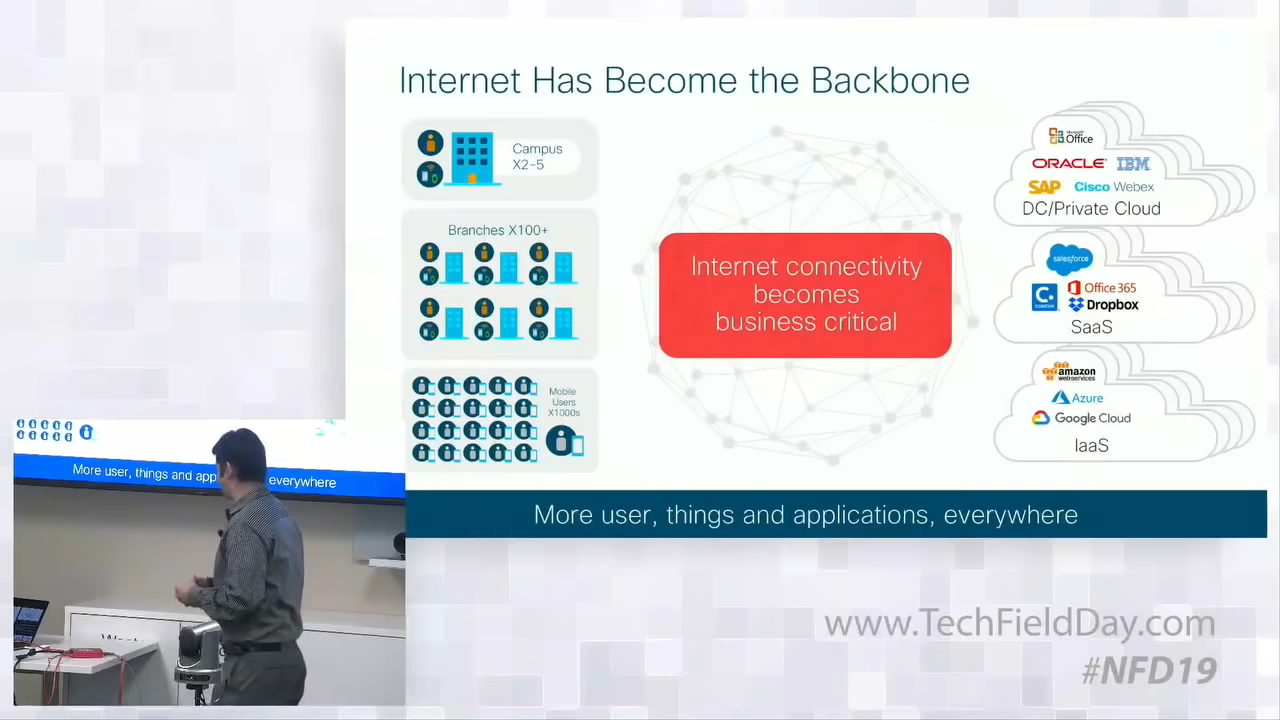 Internet Has Become the Backbone
Campus
X2-5
Branches X100+
Mobile
Users
X1000s
Internet connectivity
becomes
business critical
Microsoft
Office
ORACLE
IBM
SAP
Cisco Webex
DC/Private Cloud
salesforce
C.
Office 365
Dropbox
SaaS
amazon
webservices
Azure
Google Cloud
IaaS
More user, things and applications, everywhere
More user, things and app
everywhere
www.TechFieldDay.com
#NFD19